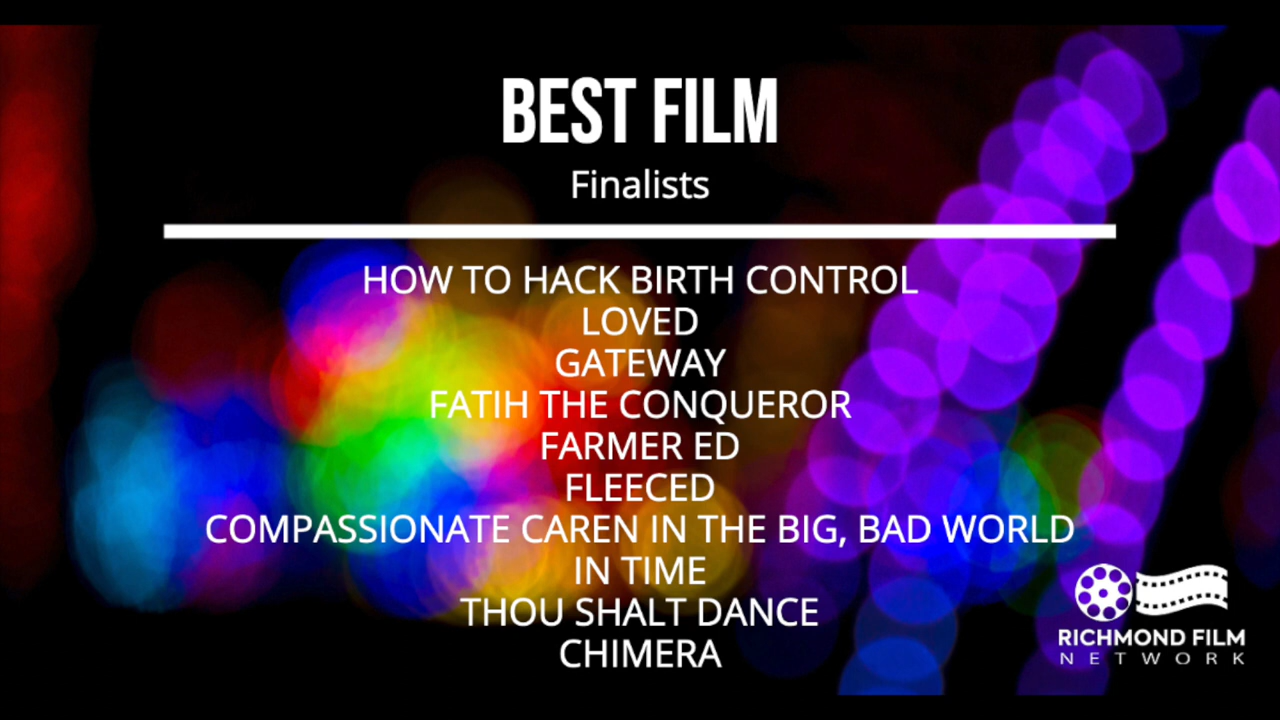 BEST FILM
Finalists
HOW TO HACK BIRTH CONTROL
LOVED
GATEWAY
FATIH THE CONQUEROR
FARMER ED
FLEECED
COMPASSIONATE CAREN IN THE BIG, BAD WORLD
IN TIME
THOU SHALT DANCE
CHIMERA
RICHMOND FILM
NETWORK